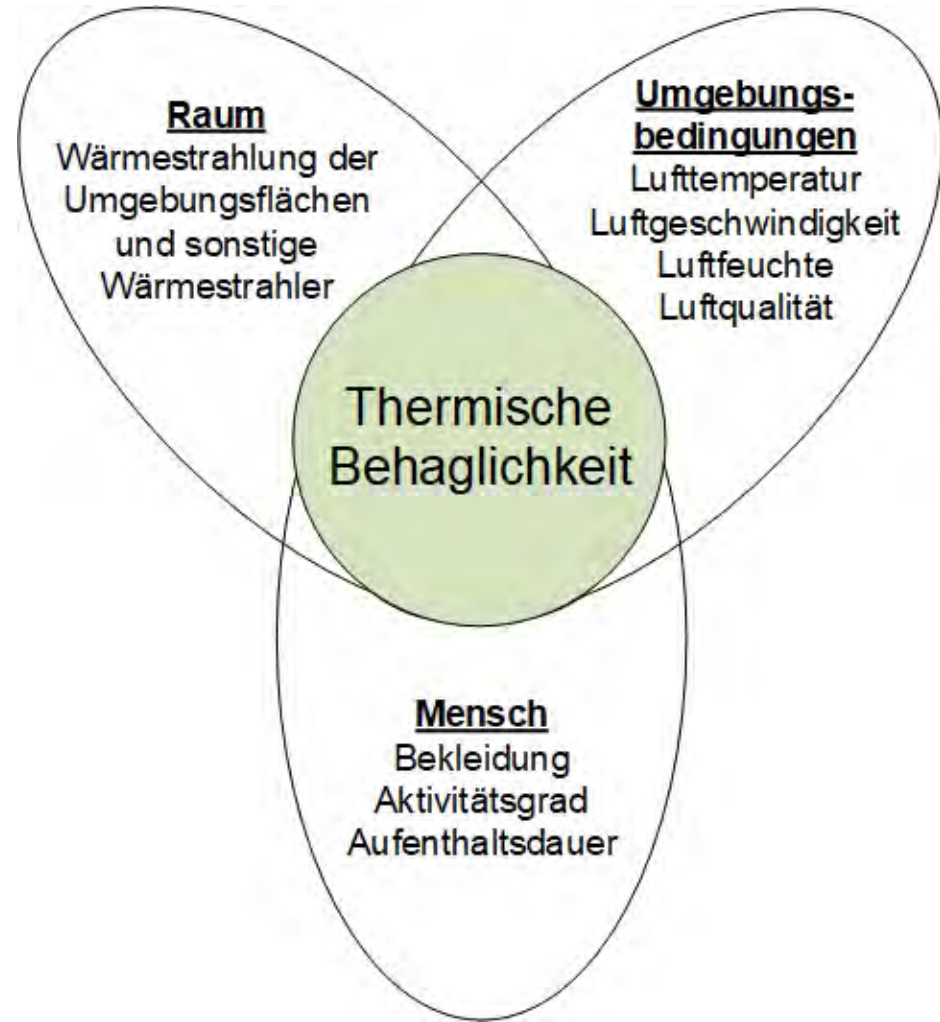 Raum
Wärmestrahlung der
Umgebungsflächen
und sonstige
Wärmestrahler
Umgebungs-
bedingungen
Lufttemperatur
Luftgeschwindigkeit
Luftfeuchte
Luftqualität
Thermische
Behaglichkeit
Mensch
Bekleidung
Aktivitätsgrad
Aufenthaltsdauer